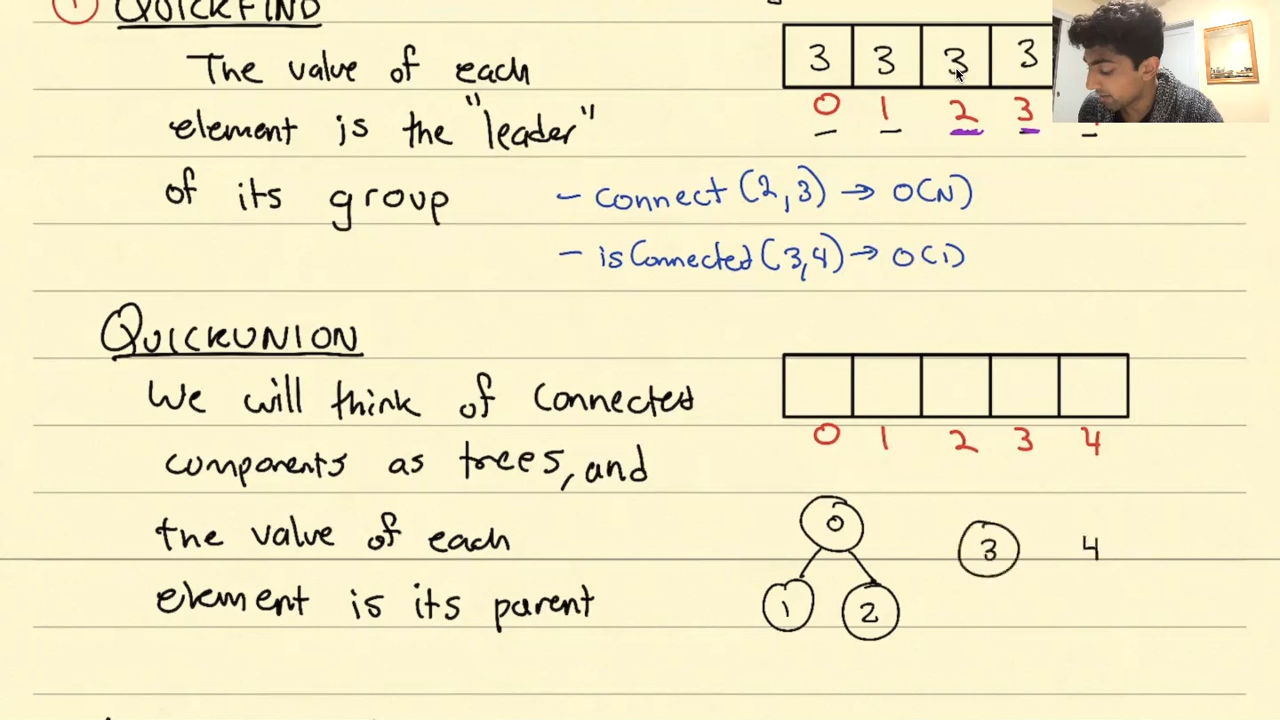 ① QUICKFIND
The value of each
element is the "leader"
of its group
3 3 3 3
0 1 2 3
- connect(2,3) → O(N)
- isConnected(3,4) → O(1)
QUICKUNION
We will think of connected
components as trees, and
the value of each
element is its parent
0 1 2 3 4
0 3 4
1 2